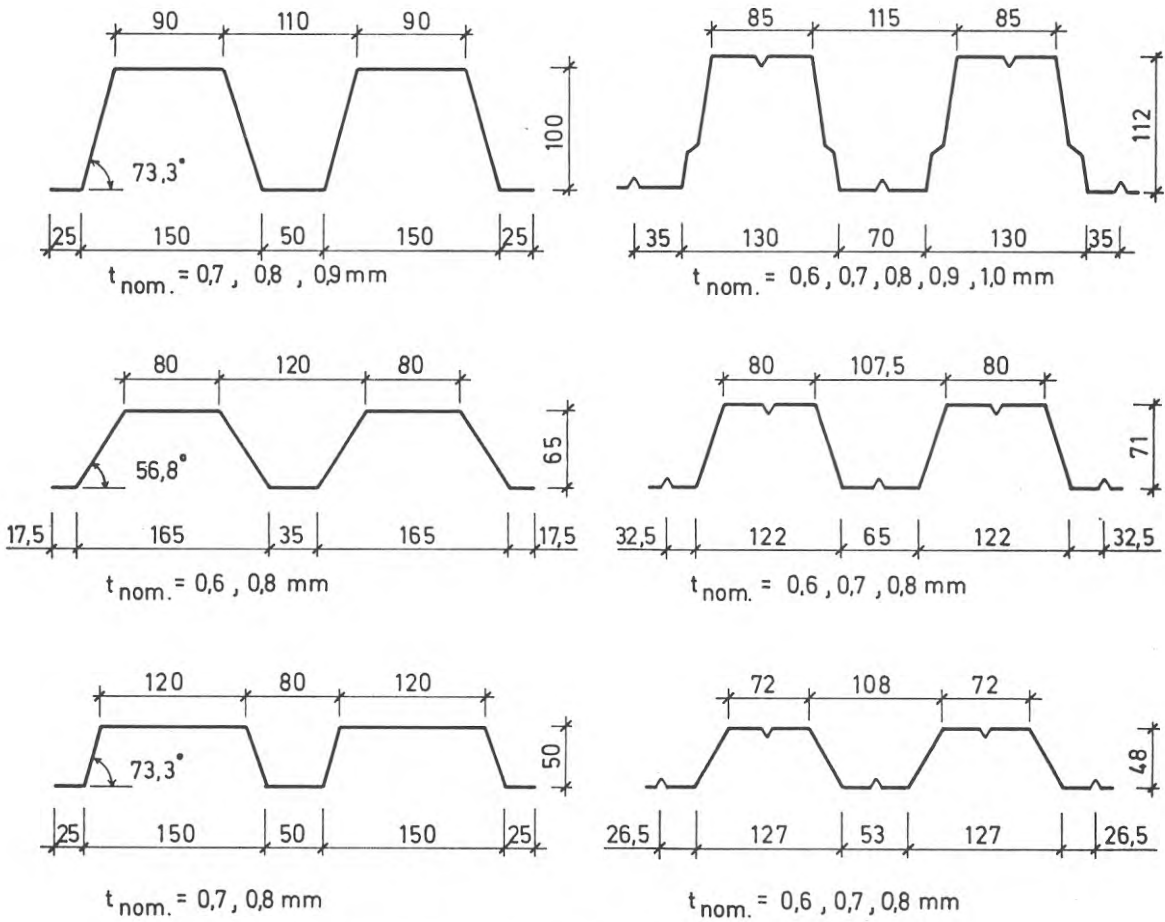 90 110 90
100
73,3°
25 150 50 150 25
t nom. = 0,7 , 0,8 , 0,9 mm
85 115 85
112
35 130 70 130 35
t nom. = 0,6 , 0,7 , 0,8 , 0,9 , 1,0 mm
80 120 80
65
56,8°
17,5 165 35 165 17,5
t nom. = 0,6 , 0,8 mm
80 107,5 80
71
32,5 122 65 122 32,5
t nom. = 0,6 , 0,7 , 0,8 mm
120 80 120
50
73,3°
25 150 50 150 25
t nom. = 0,7 , 0,8 mm
72 108 72
48
26,5 127 53 127 26,5
t nom. = 0,6 , 0,7 , 0,8 mm